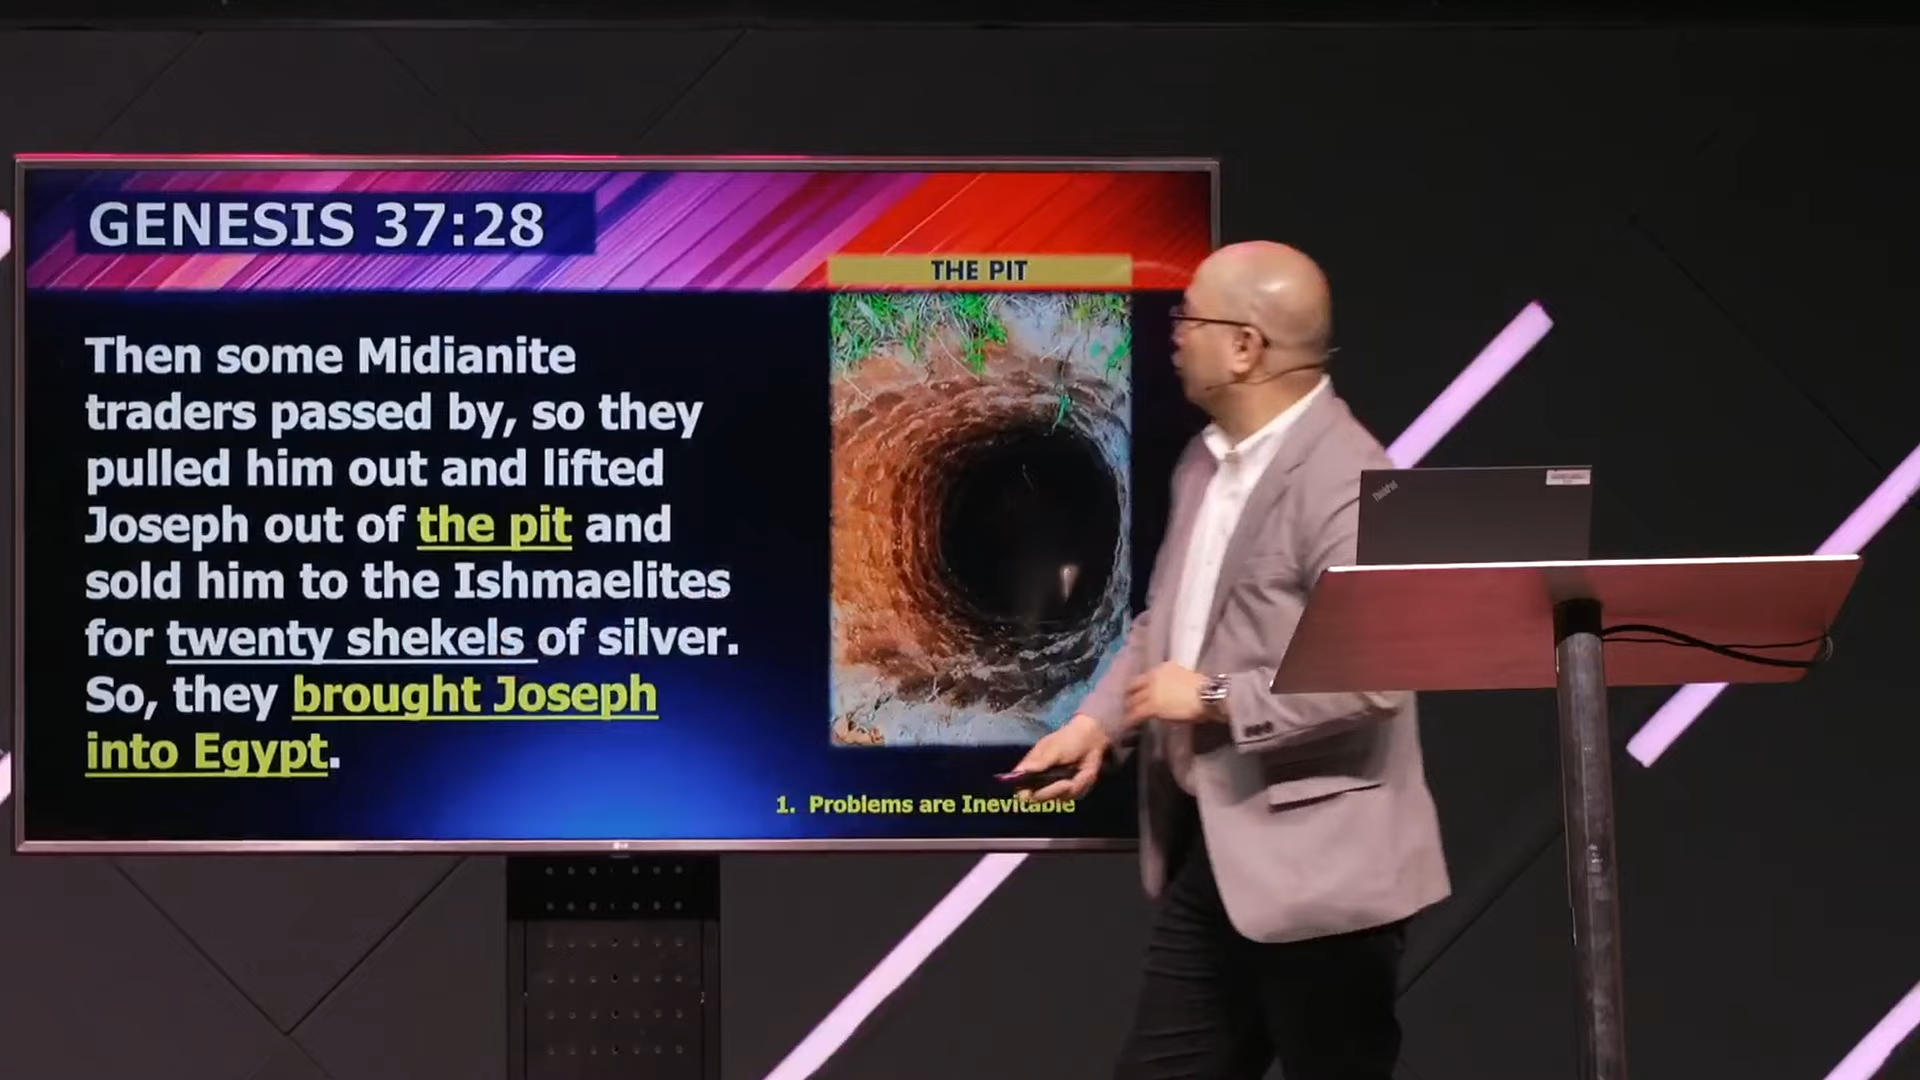 GENESIS 37:28
THE PIT
Then some Midianite
traders passed by, so they
pulled him out and lifted
Joseph out of the pit and
sold him to the Ishmaelites
for twenty shekels of silver.
So, they brought Joseph
into Egypt.
1. Problems are Inevitable
LG
ThinkPad